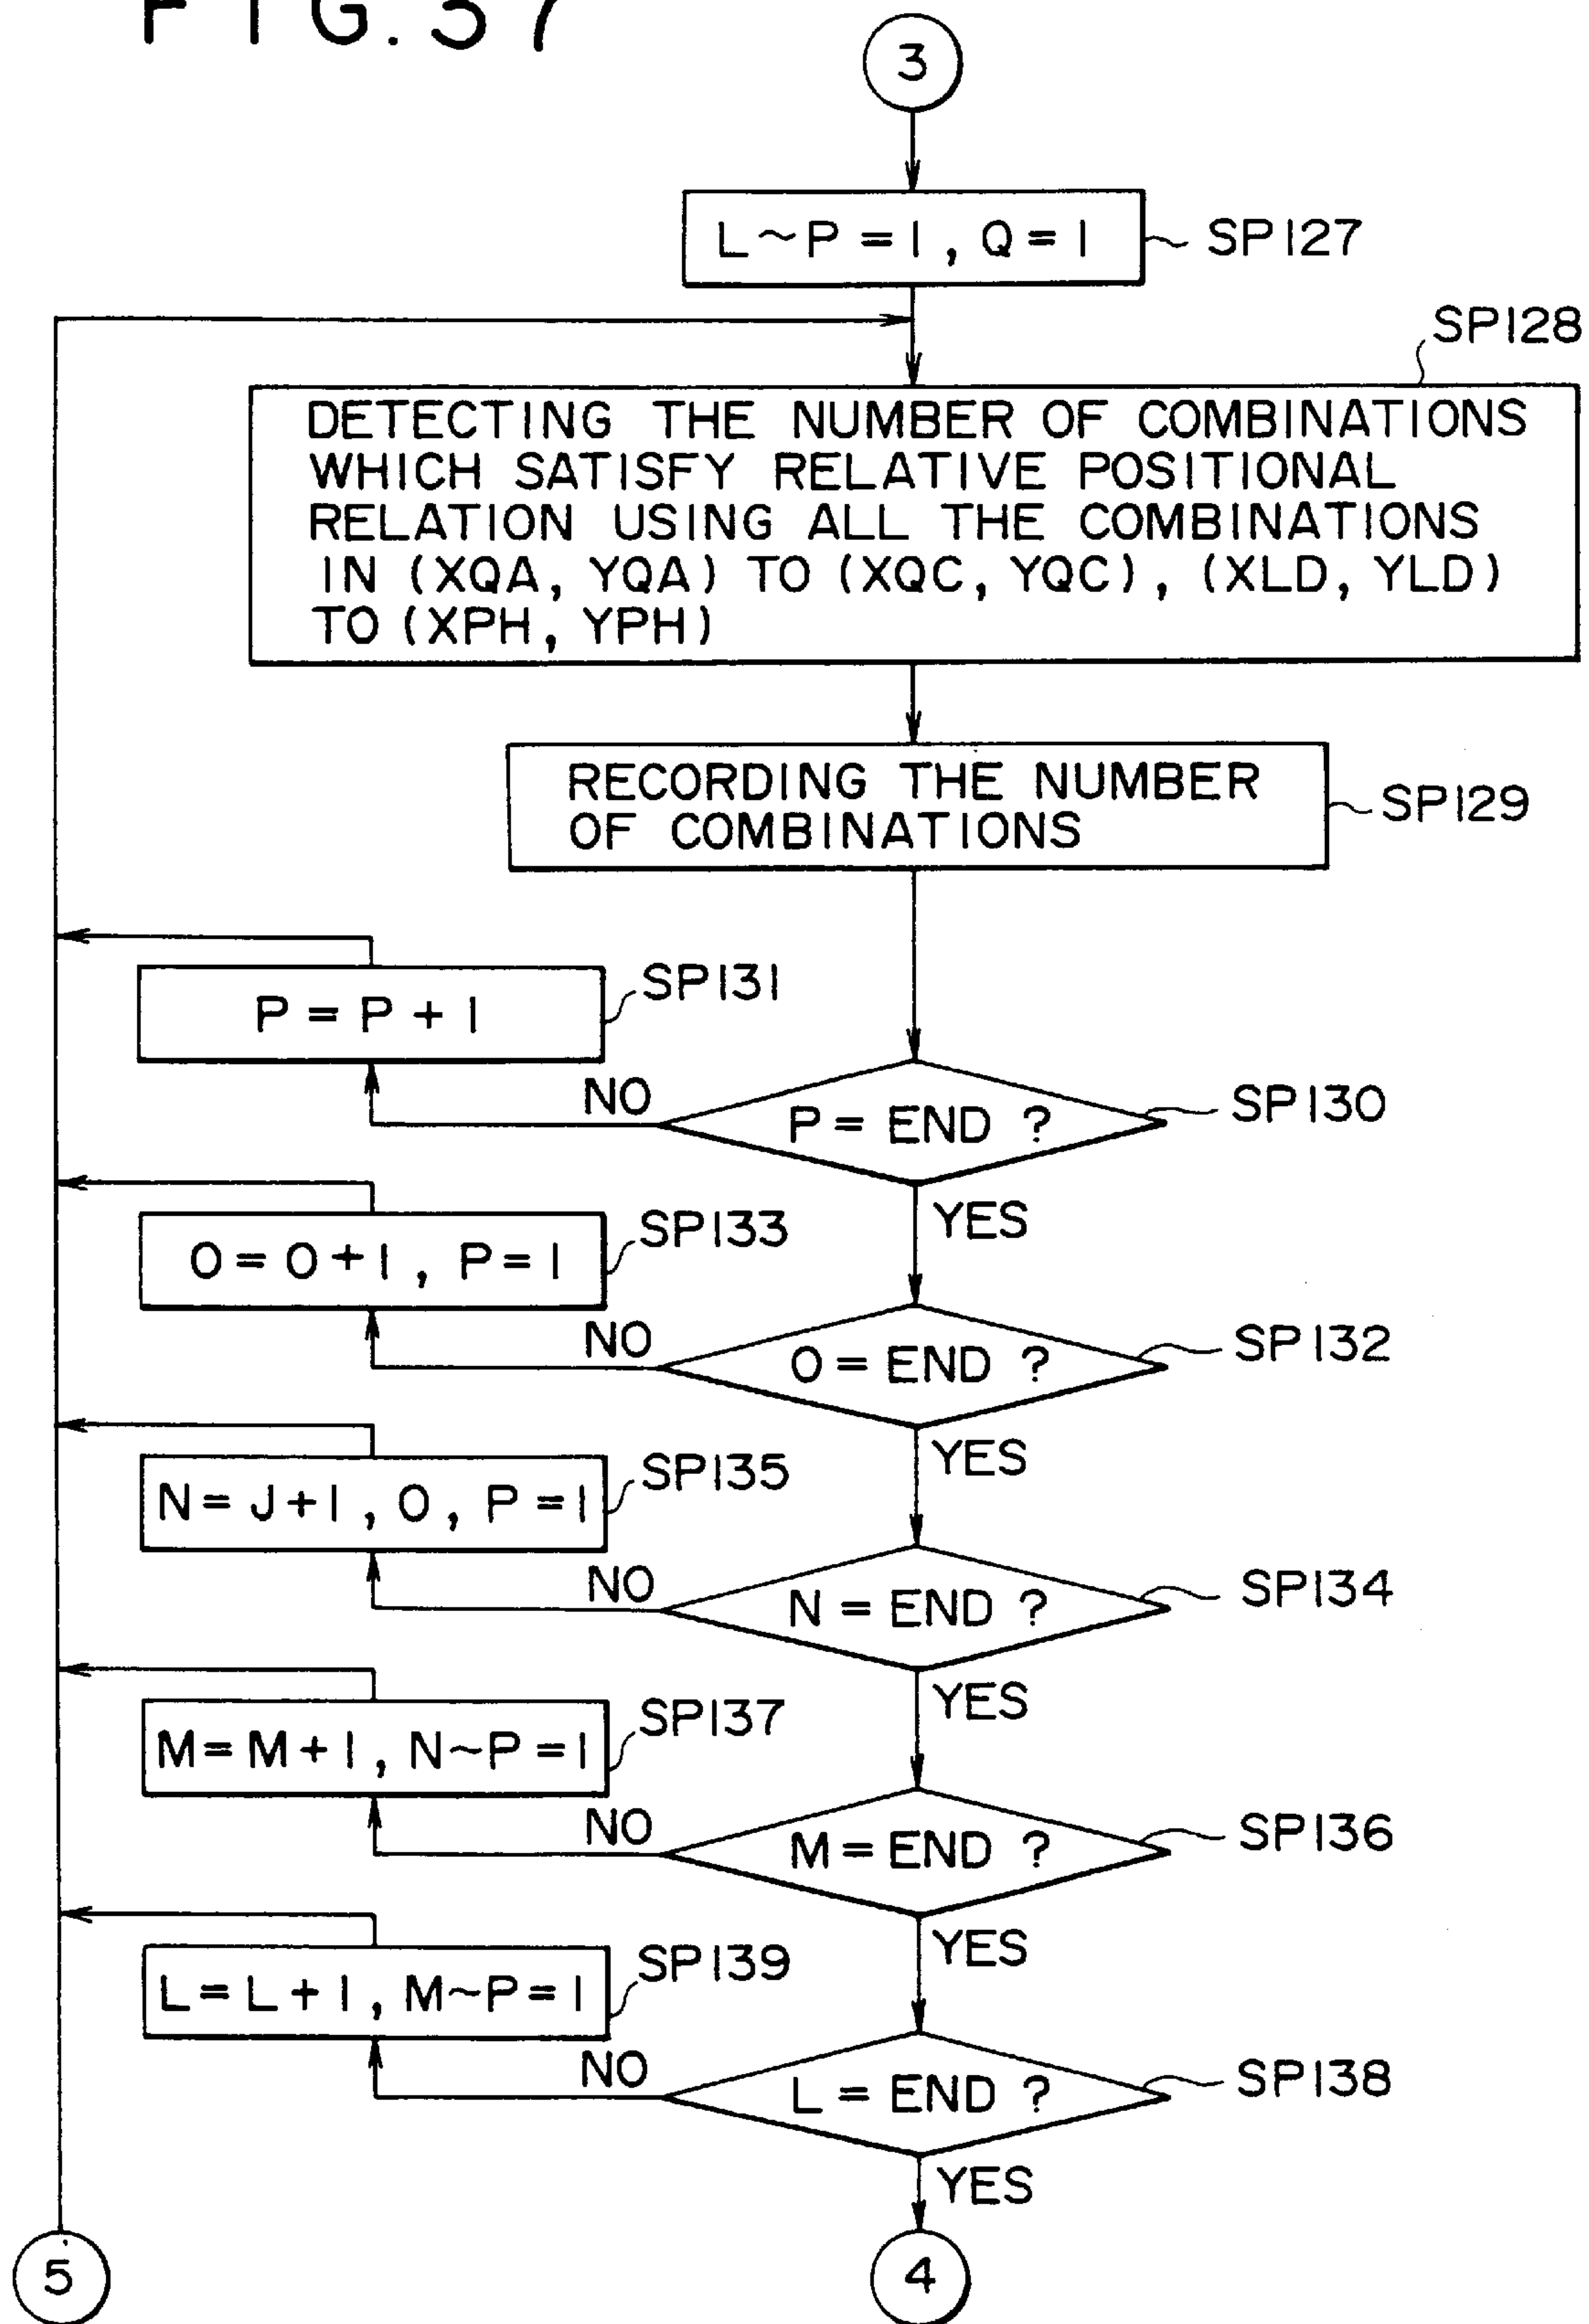 FIG. 37
3
L ~ P = 1 , Q = 1
SP127
SP128
DETECTING THE NUMBER OF COMBINATIONS
WHICH SATISFY RELATIVE POSITIONAL
RELATION USING ALL THE COMBINATIONS
IN (XQA, YQA) TO (XQC, YQC), (XLD, YLD)
TO (XPH, YPH)
RECORDING THE NUMBER
OF COMBINATIONS
SP129
P = P + 1
SP131
NO
P = END ?
SP130
YES
O = O + 1 , P = 1
SP133
NO
O = END ?
SP132
YES
N = J + 1 , O , P = 1
SP135
NO
N = END ?
SP134
YES
M = M + 1 , N ~ P = 1
SP137
NO
M = END ?
SP136
YES
L = L + 1 , M ~ P = 1
SP139
NO
L = END ?
SP138
YES
5
4